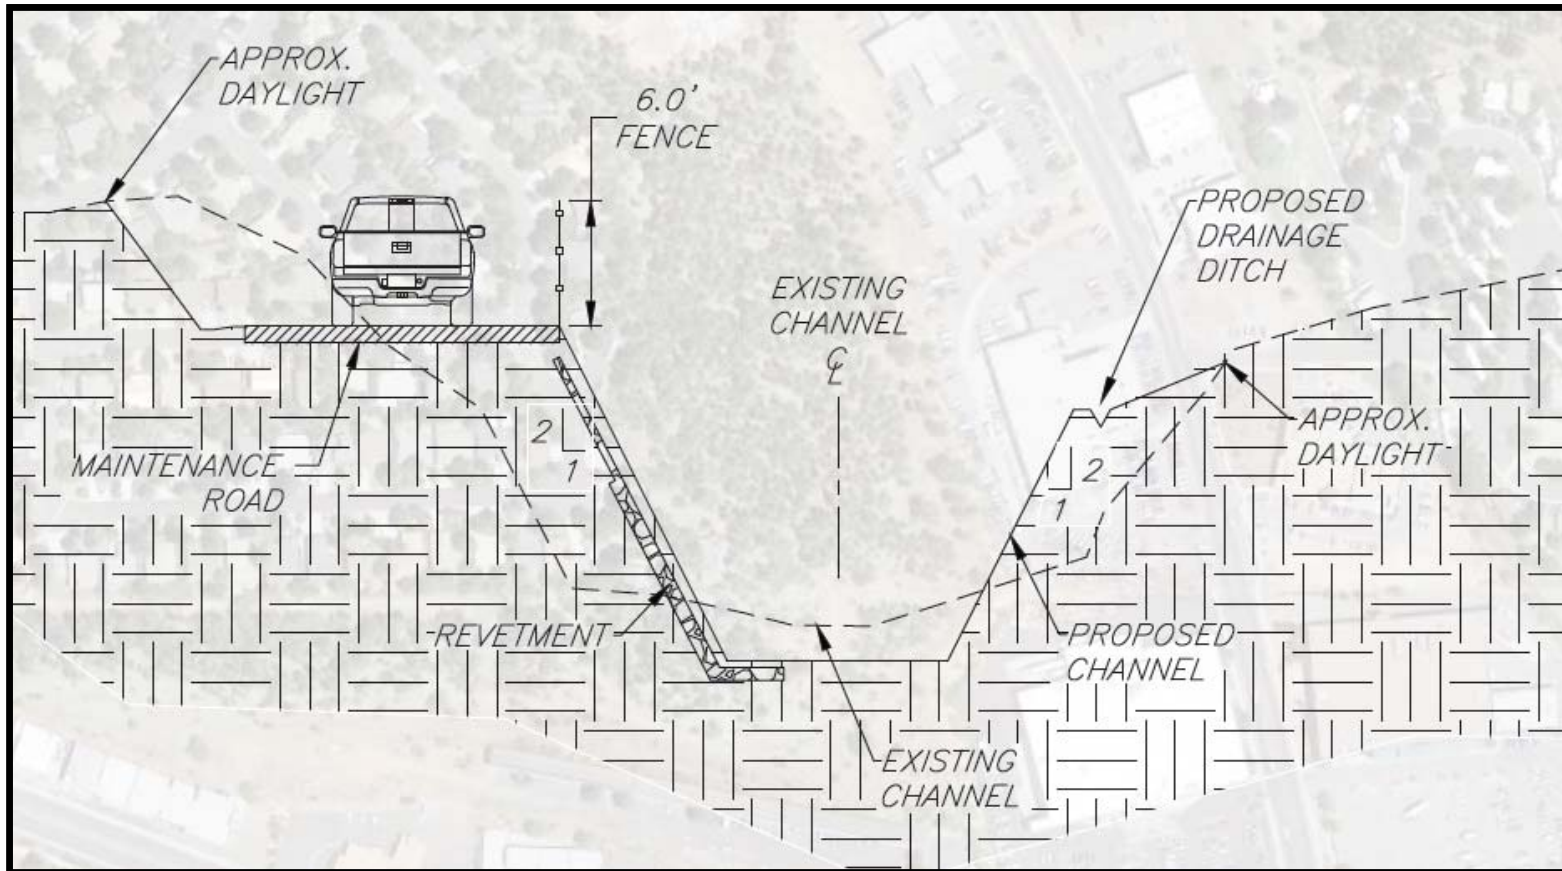 APPROX.
DAYLIGHT
6.0'
FENCE
PROPOSED
DRAINAGE
DITCH
EXISTING
CHANNEL
℄
2
1
MAINTENANCE
ROAD
2
1
APPROX.
DAYLIGHT
REVETMENT
PROPOSED
CHANNEL
EXISTING
CHANNEL